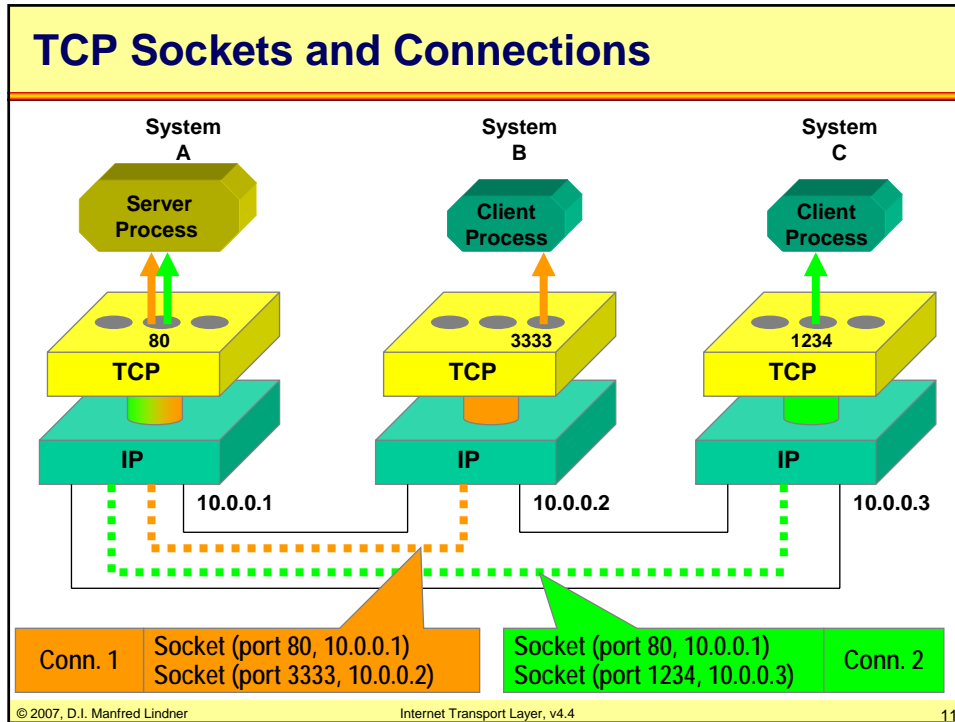 TCP Sockets and Connections
System
A
System
B
System
C
Server
Process
Client
Process
Client
Process
80
3333
1234
TCP
TCP
TCP
IP
IP
IP
10.0.0.1
10.0.0.2
10.0.0.3
Conn. 1
Socket (port 80, 10.0.0.1)
Socket (port 3333, 10.0.0.2)
Socket (port 80, 10.0.0.1)
Socket (port 1234, 10.0.0.3)
Conn. 2
© 2007, D.I. Manfred Lindner
Internet Transport Layer, v4.4
11